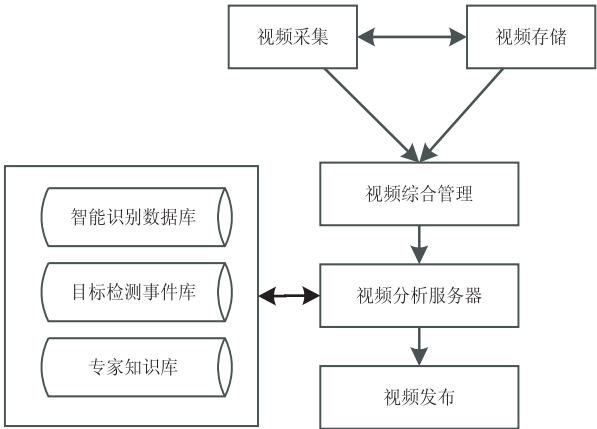 视频采集
视频存储
视频综合管理
智能识别数据库
目标检测事件库
专家知识库
视频分析服务器
视频发布